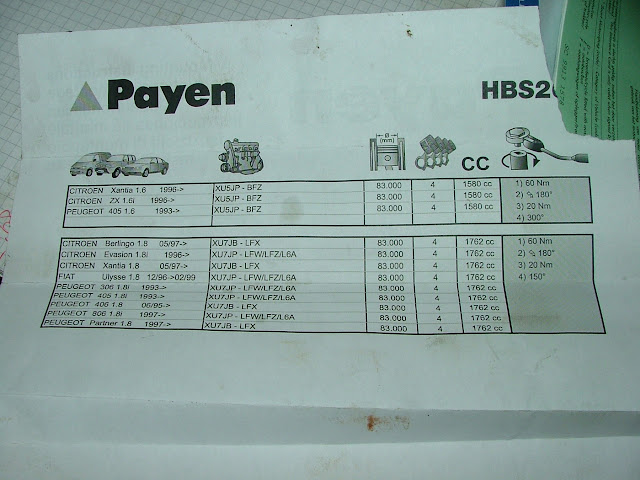 Payen
HBS20
Ø
(mm)
CC
CITROEN Xantia 1.6 1996-> XU5JP - BFZ 83.000 4 1580 cc 1) 60 Nm
CITROEN ZX 1.6i 1996-> XU5JP - BFZ 83.000 4 1580 cc 2) 180°
PEUGEOT 405 1.6 1993-> XU5JP - BFZ 83.000 4 1580 cc 3) 20 Nm
4) 300°
CITROEN Berlingo 1.8 05/97-> XU7JB - LFX 83.000 4 1762 cc 1) 60 Nm
CITROEN Evasion 1.8i 1996-> XU7JP - LFW/LFZ/L6A 83.000 4 1762 cc 2) 180°
CITROEN Xantia 1.8 05/97-> XU7JB - LFX 83.000 4 1762 cc 3) 20 Nm
FIAT Ulysse 1.8 12/96 ->02/99 XU7JP - LFW/LFZ/L6A 83.000 4 1762 cc 4) 150°
PEUGEOT 306 1.8i 1993-> XU7JP - LFW/LFZ/L6A 83.000 4 1762 cc
PEUGEOT 405 1.8i 1993-> XU7JP - LFW/LFZ/L6A 83.000 4 1762 cc
PEUGEOT 406 1.8 06/95-> XU7JB - LFX 83.000 4 1762 cc
PEUGEOT 806 1.8i 1997-> XU7JP - LFW/LFZ/L6A 83.000 4 1762 cc
PEUGEOT Partner 1.8 1997-> XU7JB - LFX 83.000 4 1762 cc